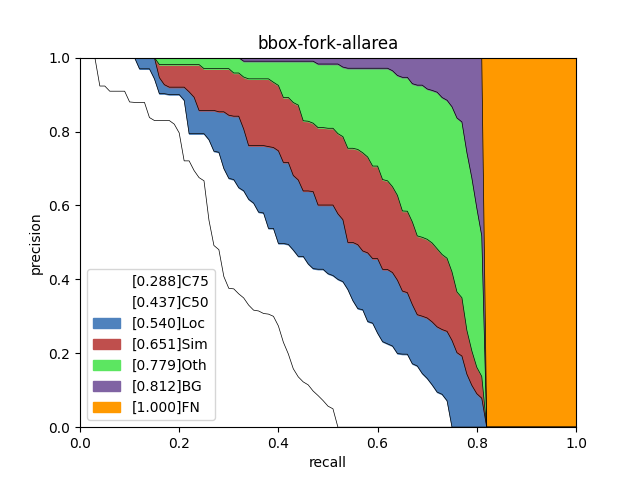 bbox-fork-allarea
precision
1.0
0.8
0.6
0.4
0.2
0.0
[0.288]C75
[0.437]C50
[0.540]Loc
[0.651]Sim
[0.779]Oth
[0.812]BG
[1.000]FN
0.0 0.2 0.4 0.6 0.8 1.0
recall